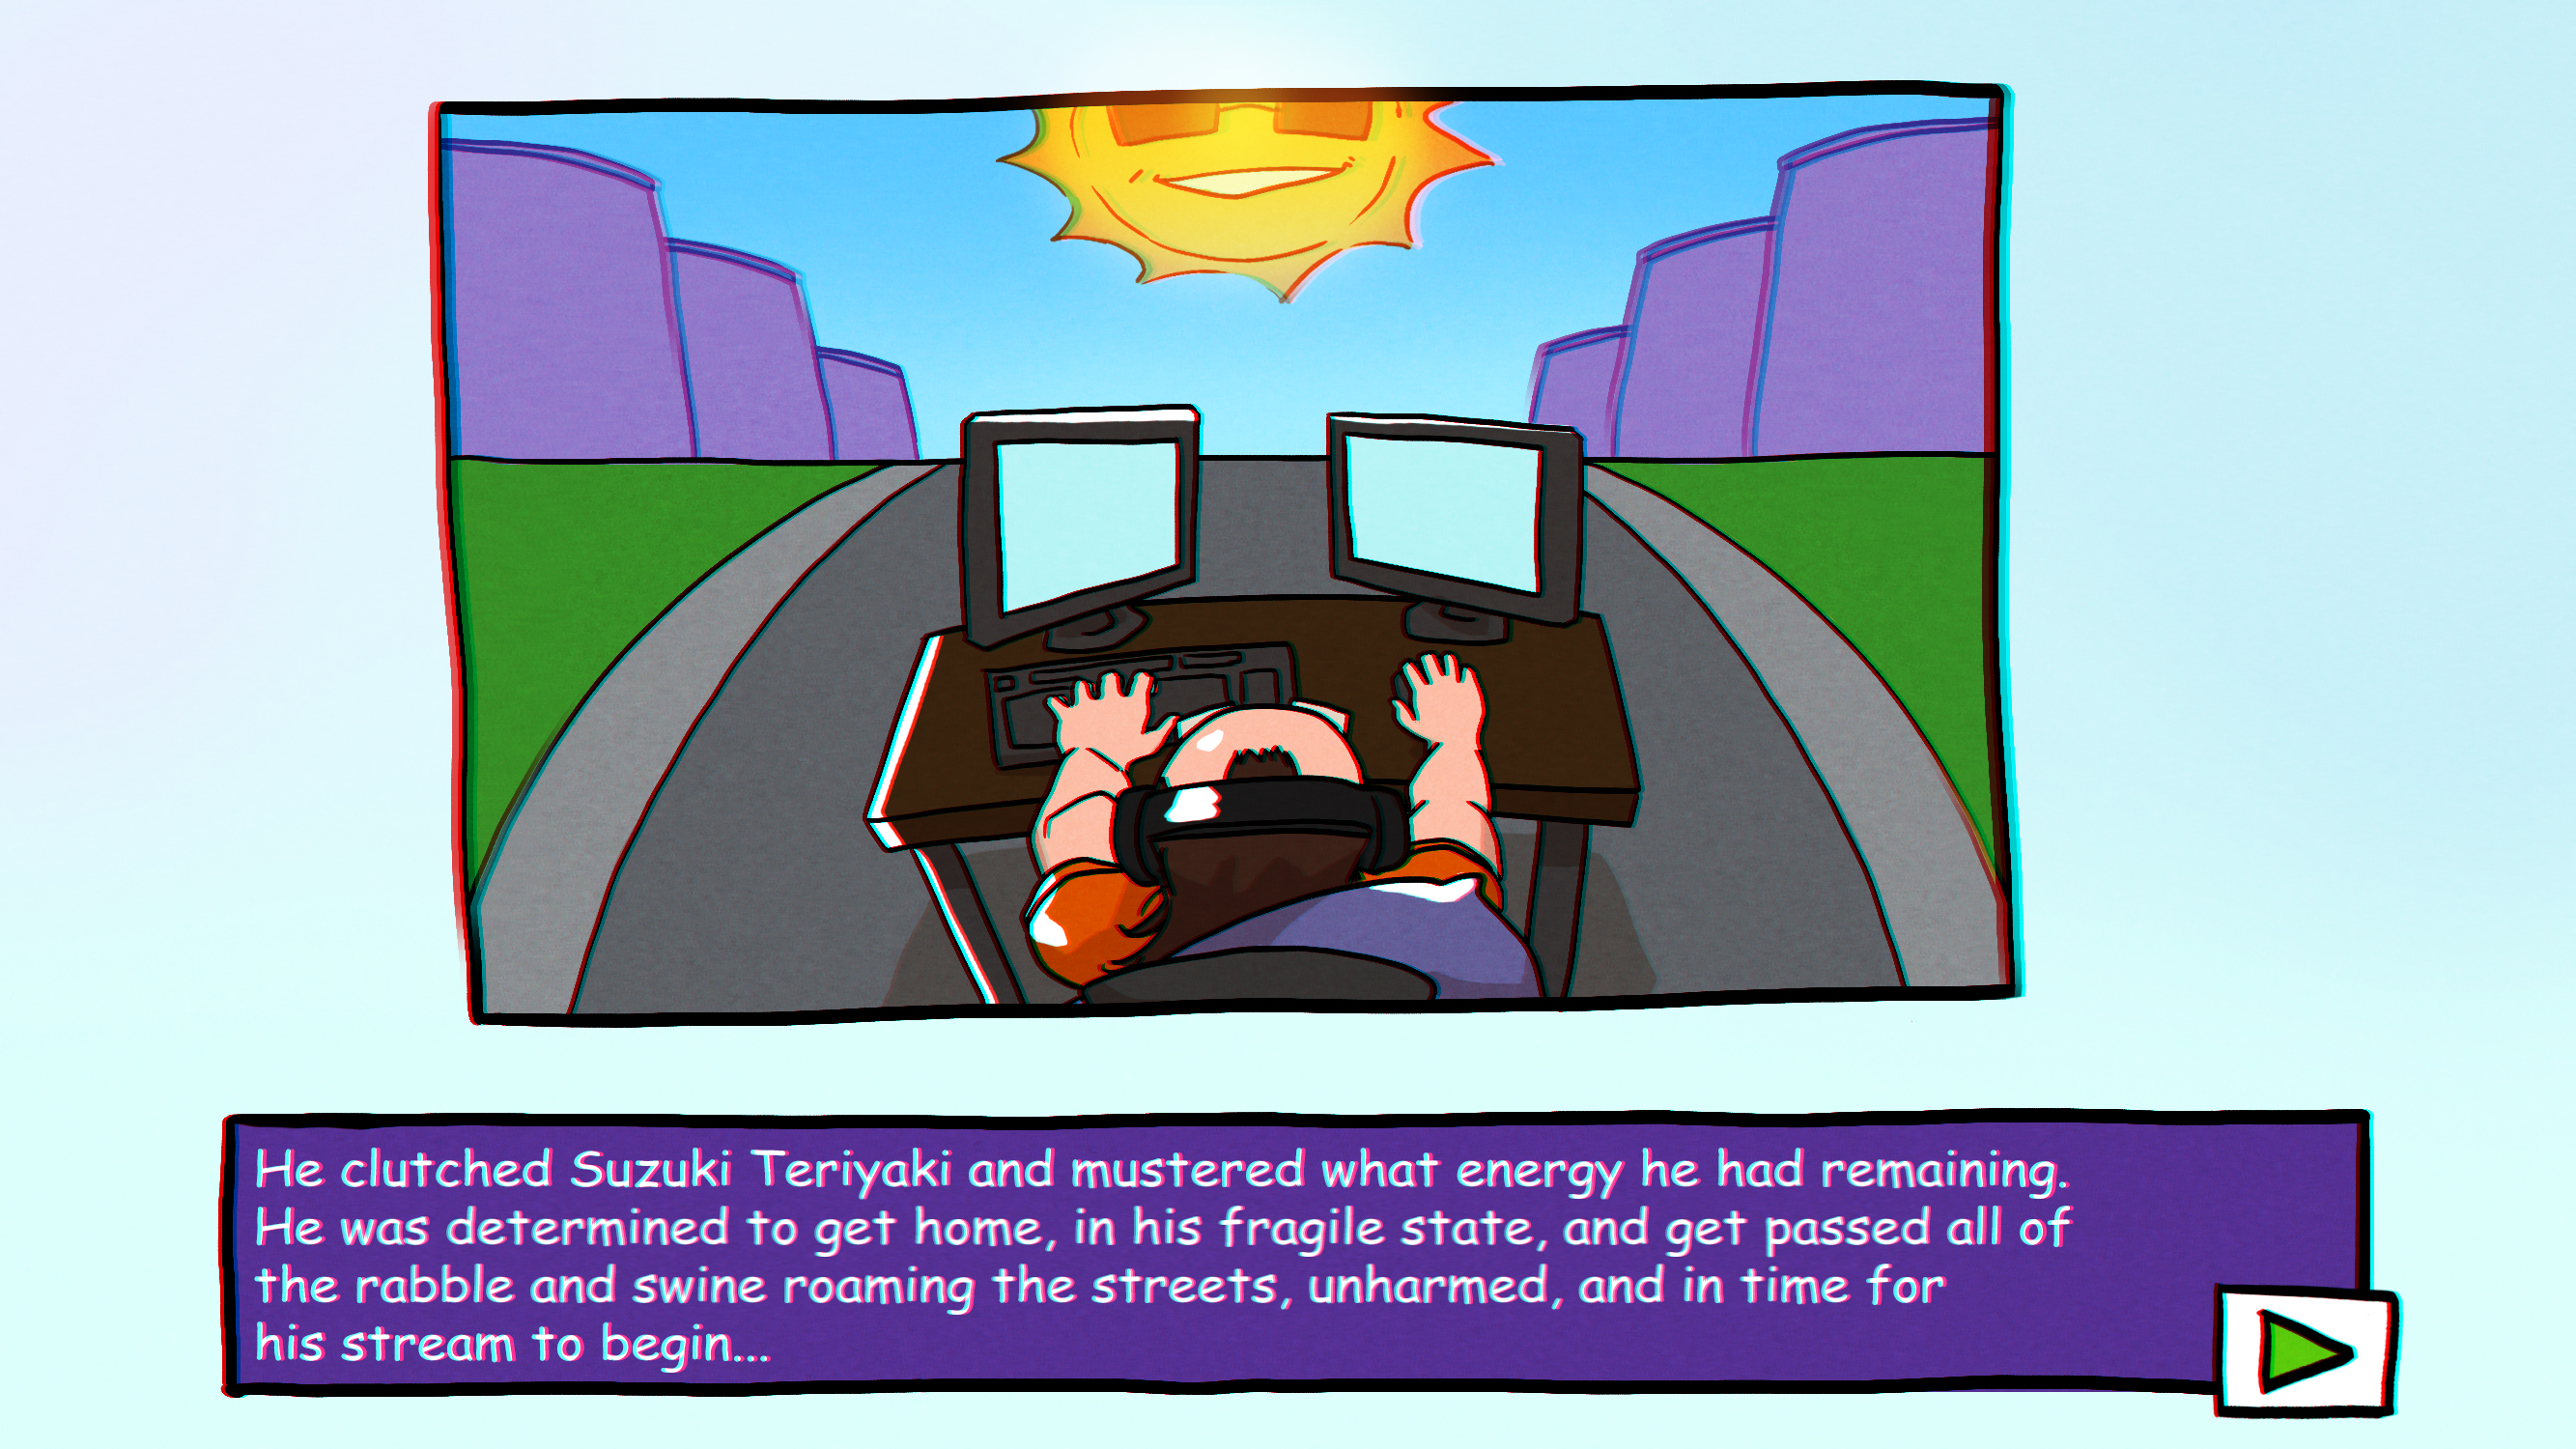 He clutched Suzuki Teriyaki and mustered what energy he had remaining.
He was determined to get home, in his fragile state, and get passed all of
the rabble and swine roaming the streets, unharmed, and in time for
his stream to begin...